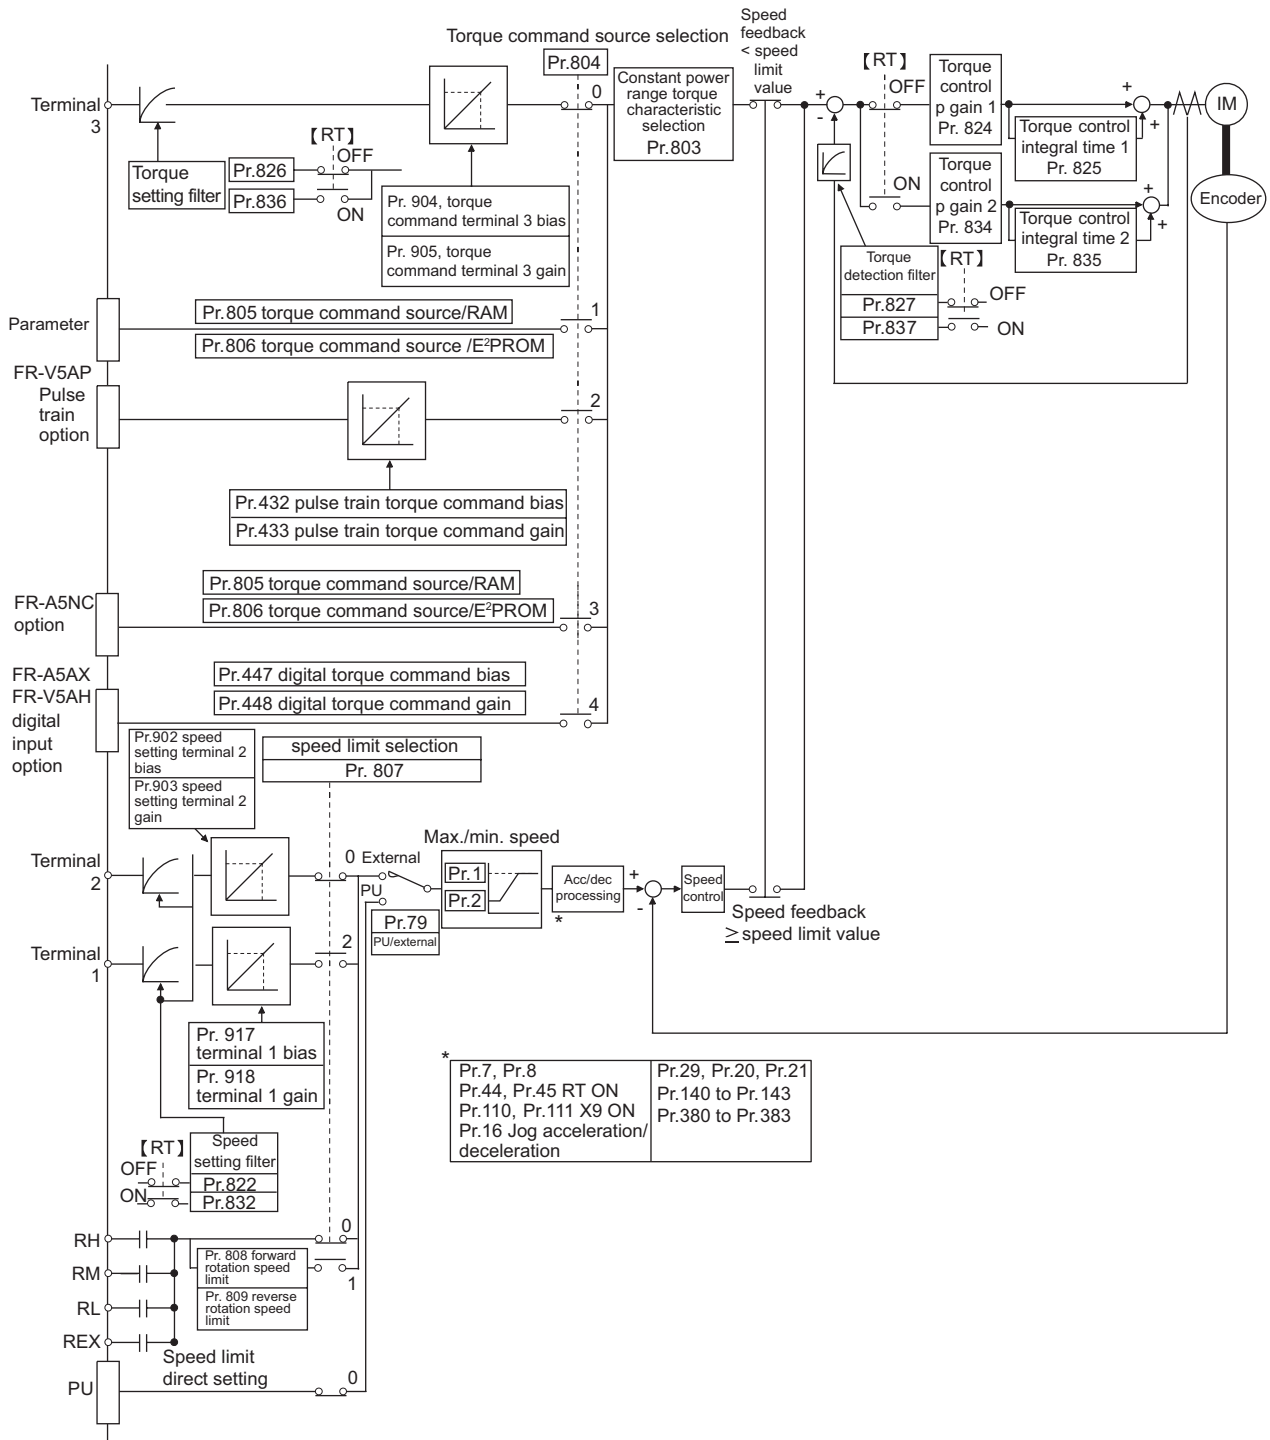 Torque command source selection
Pr.804
Speed
feedback
< speed
limit
value
Terminal
3
0
Constant power
range torque
characteristic
selection
Pr.803
+
-
【RT】
OFF
ON
Torque
control
p gain 1
Pr. 824
Torque control
integral time 1
Pr. 825
+
+
IM
Encoder
Torque
control
p gain 2
Pr. 834
Torque control
integral time 2
Pr. 835
+
+
Torque
detection filter
Pr.827
Pr.837
【RT】
OFF
ON
Torque
setting filter
Pr.826
Pr.836
【RT】
OFF
ON
Pr. 904, torque
command terminal 3 bias
Pr. 905, torque
command terminal 3 gain
Parameter
Pr.805 torque command source/RAM
Pr.806 torque command source /E²PROM
1
FR-V5AP
Pulse
train
option
2
Pr.432 pulse train torque command bias
Pr.433 pulse train torque command gain
FR-A5NC
option
Pr.805 torque command source/RAM
Pr.806 torque command source/E²PROM
3
FR-A5AX
FR-V5AH
digital
input
option
Pr.447 digital torque command bias
Pr.448 digital torque command gain
4
Pr.902 speed
setting terminal 2
bias
Pr.903 speed
setting terminal 2
gain
speed limit selection
Pr. 807
Terminal
2
0
External
PU
Pr.79
PU/external
Max./min. speed
Pr.1
Pr.2
Acc/dec
processing
*
+
-
Speed
control
Speed feedback
≥ speed limit value
Terminal
1
2
Pr. 917
terminal 1 bias
Pr. 918
terminal 1 gain
*
Pr.7, Pr.8
Pr.44, Pr.45 RT ON
Pr.110, Pr.111 X9 ON
Pr.16 Jog acceleration/
deceleration
Pr.29, Pr.20, Pr.21
Pr.140 to Pr.143
Pr.380 to Pr.383
【RT】
OFF
ON
Speed
setting filter
Pr.822
Pr.832
RH
RM
RL
REX
0
1
Pr. 808 forward
rotation speed
limit
Pr. 809 reverse
rotation speed
limit
Speed limit
direct setting
PU
0